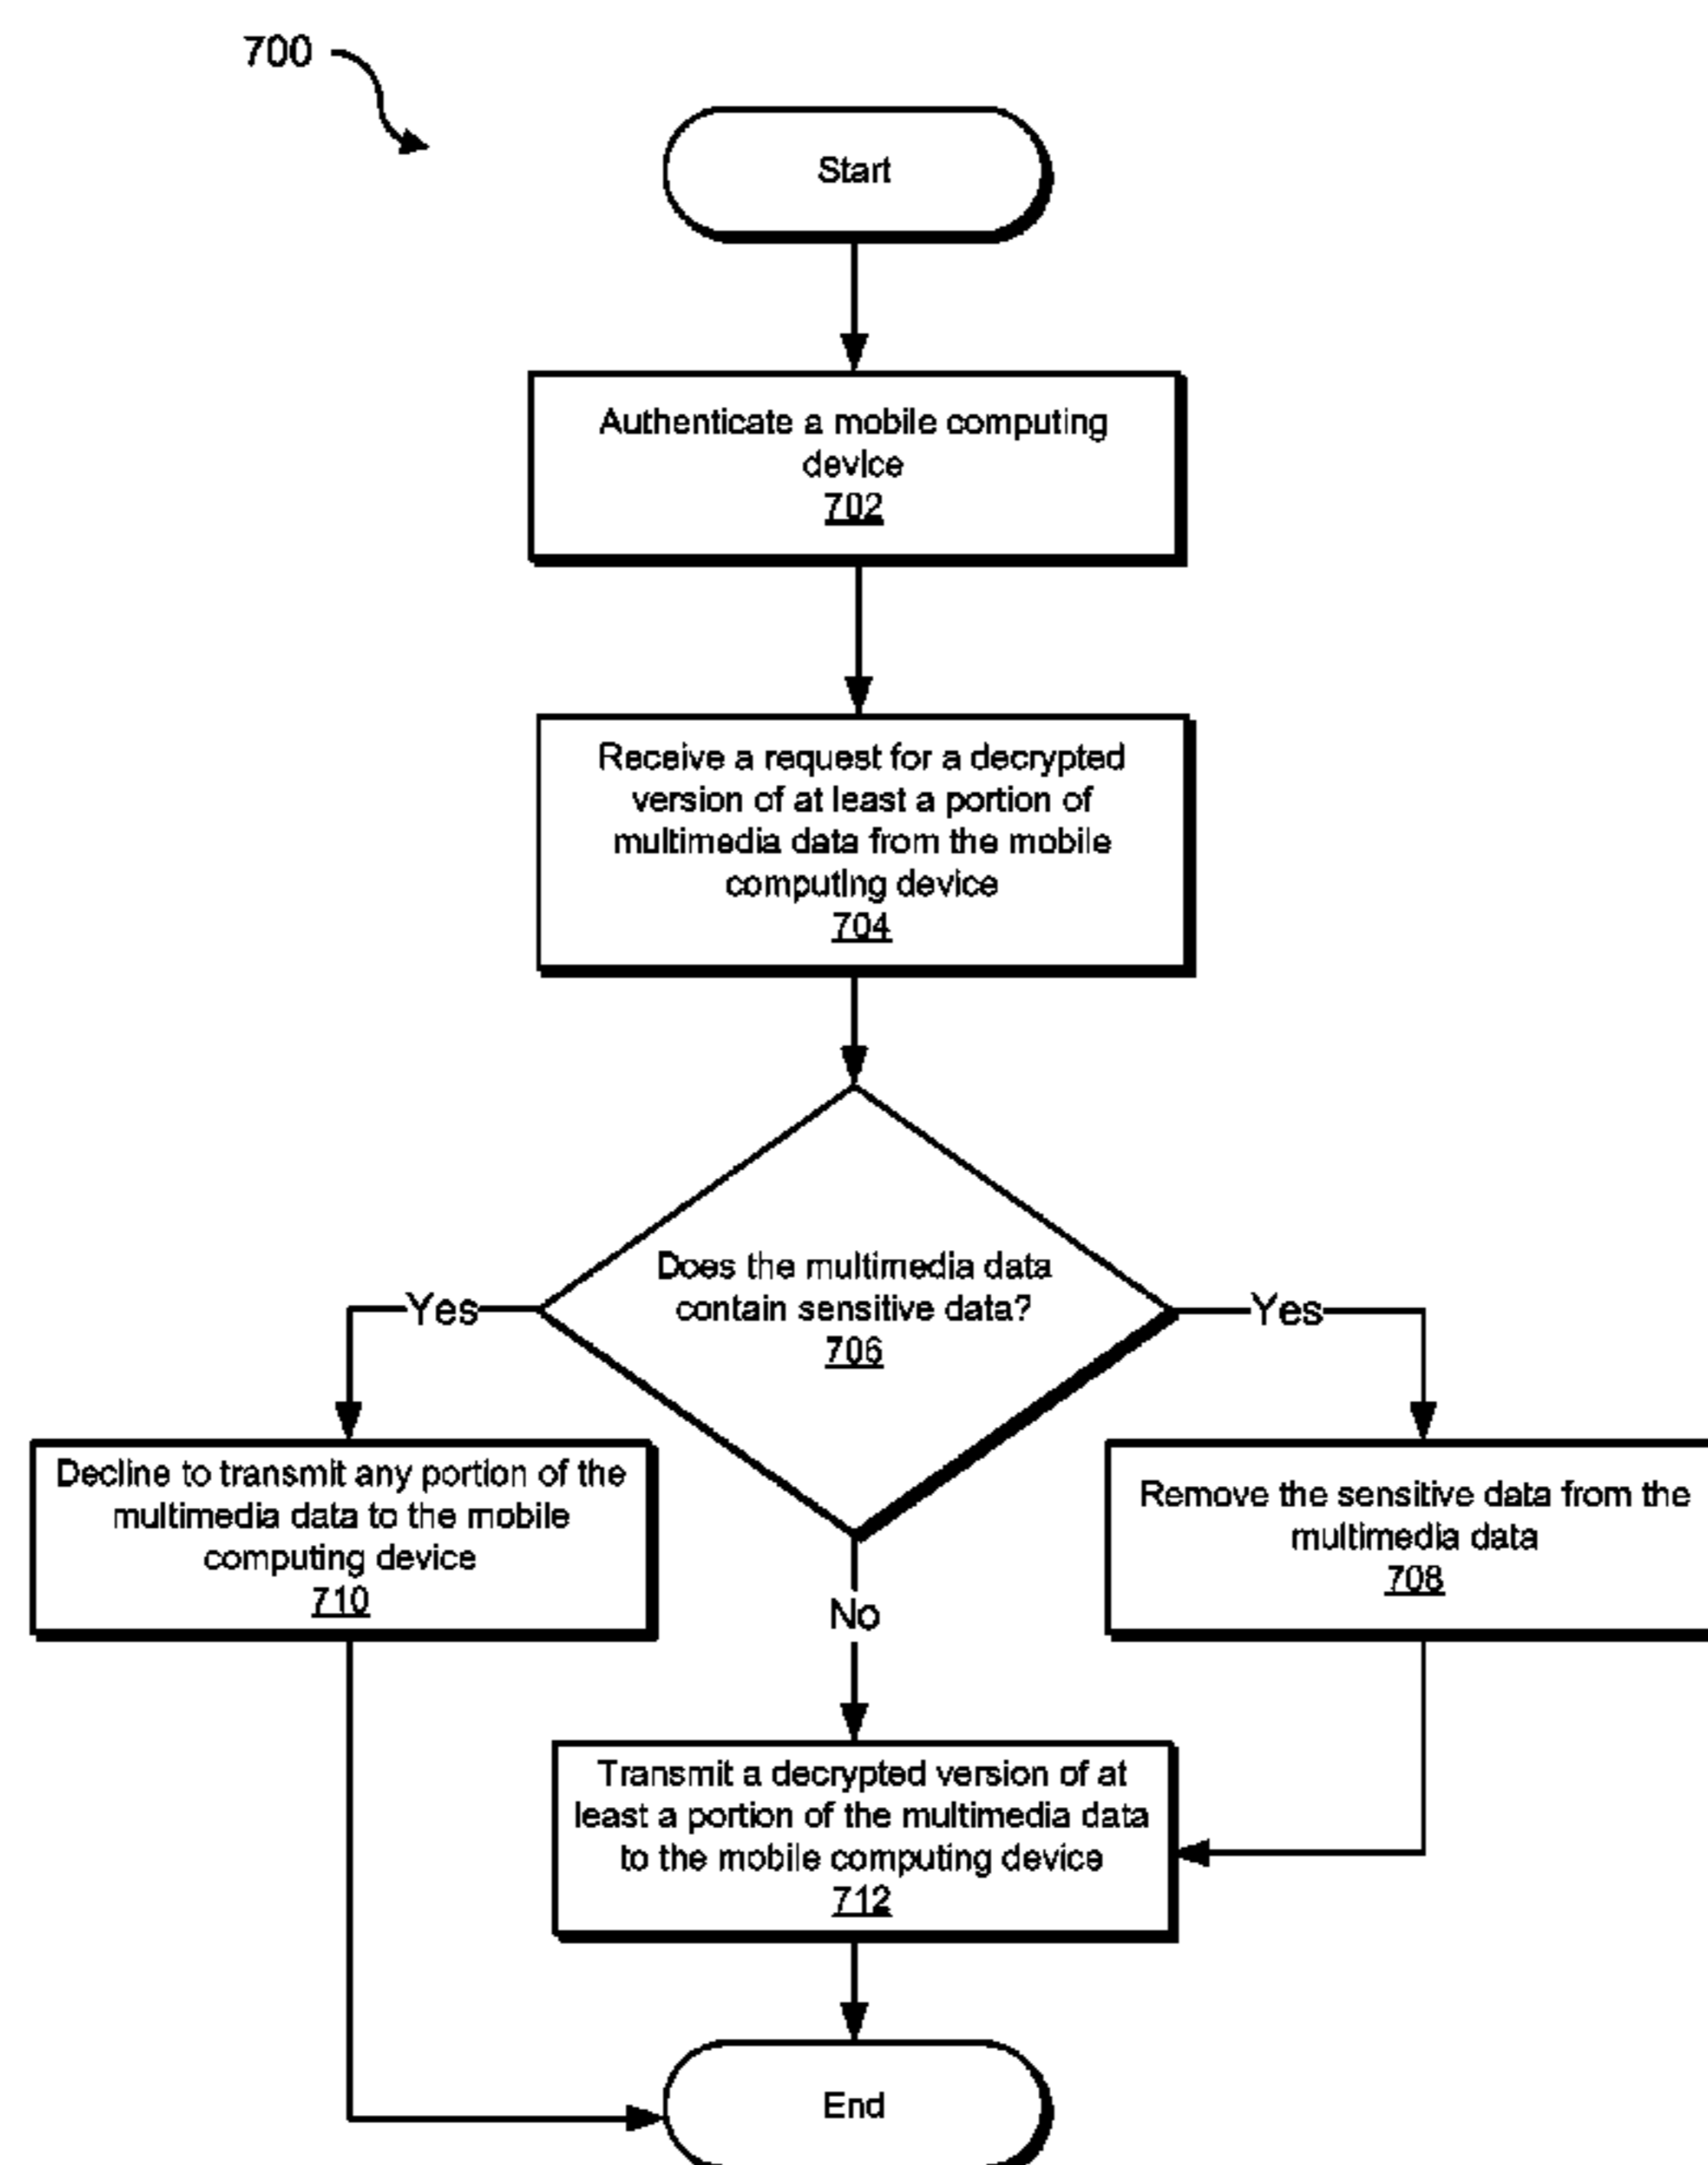 700
Start
Authenticate a mobile computing
device
702
Receive a request for a decrypted
version of at least a portion of
multimedia data from the mobile
computing device
704
Does the multimedia data
contain sensitive data?
706
Yes
Yes
Decline to transmit any portion of the
multimedia data to the mobile
computing device
710
Remove the sensitive data from the
multimedia data
708
No
Transmit a decrypted version of at
least a portion of the multimedia data
to the mobile computing device
712
End